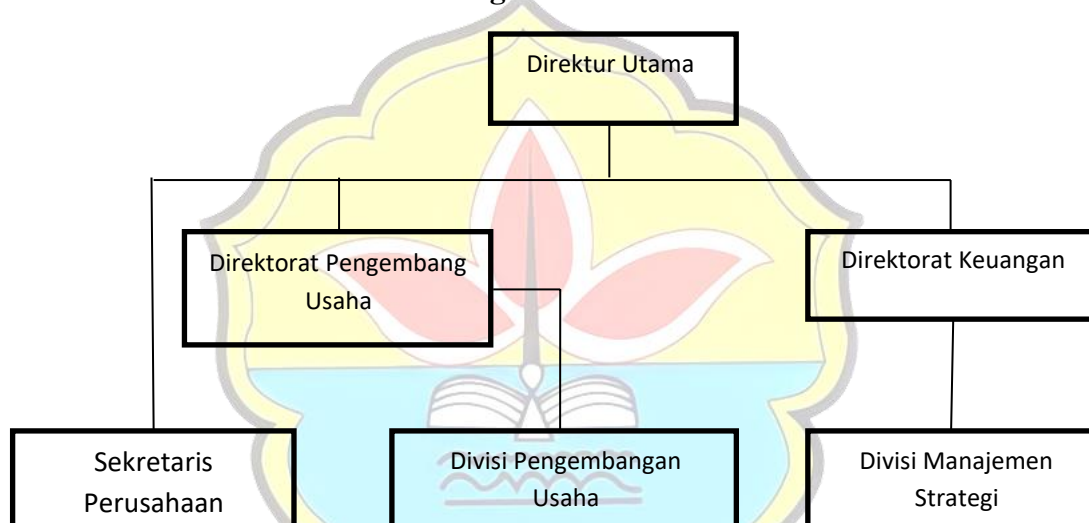 Direktur Utama
Direktorat Pengembang
Usaha
Direktorat Keuangan
Sekretaris
Perusahaan
Divisi Pengembangan
Usaha
Divisi Manajemen
Strategi